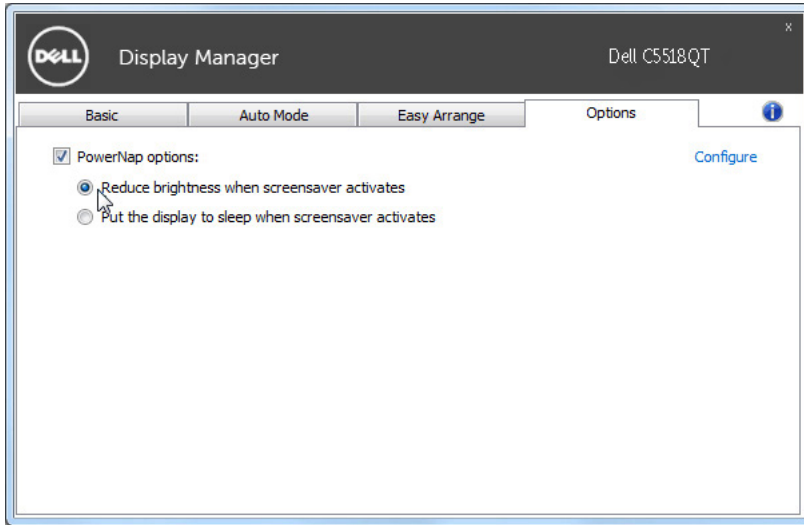 x
DELL Display Manager Dell C5518QT
Basic Auto Mode Easy Arrange Options i
PowerNap options: Configure
Reduce brightness when screensaver activates
Put the display to sleep when screensaver activates